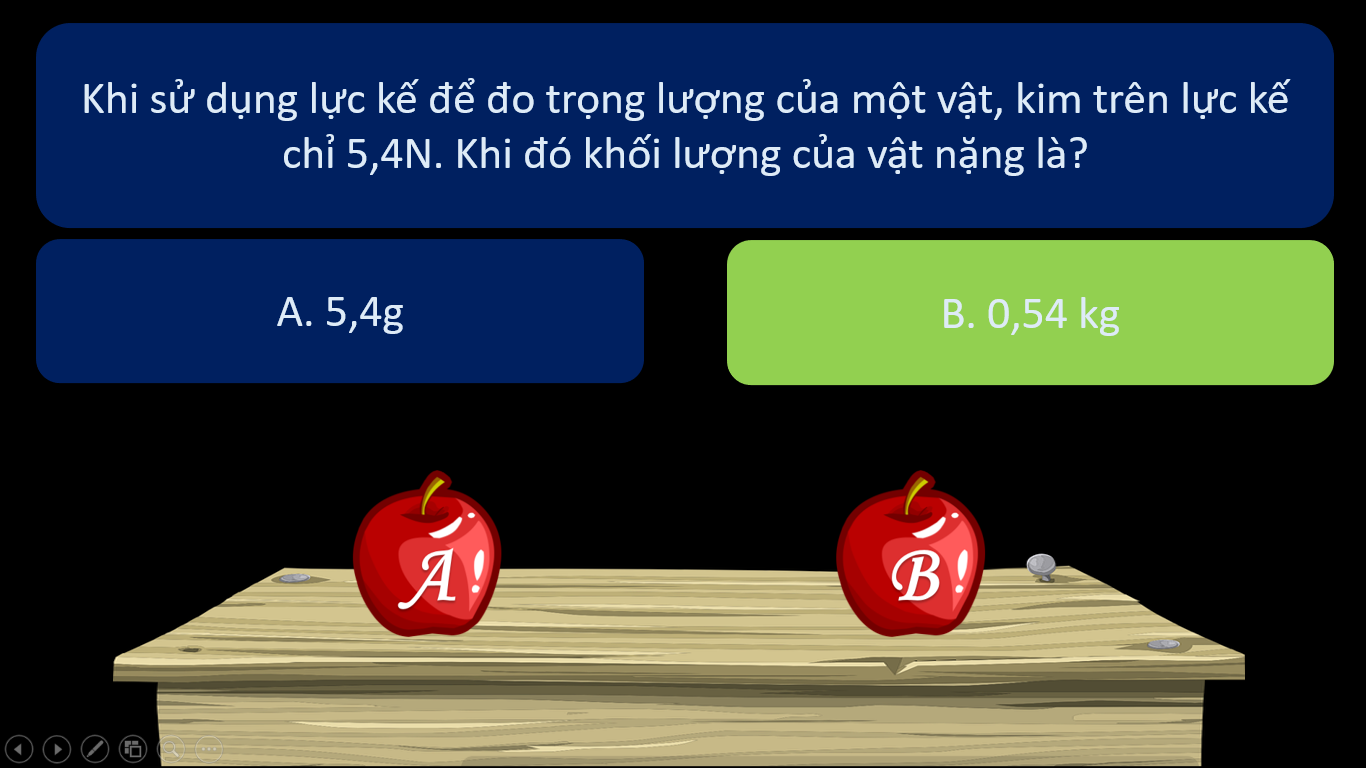 Khi sử dụng lực kế để đo trọng lượng của một vật, kim trên lực kế
chỉ 5,4N. Khi đó khối lượng của vật nặng là?
A. 5,4g
B. 0,54 kg
A
B